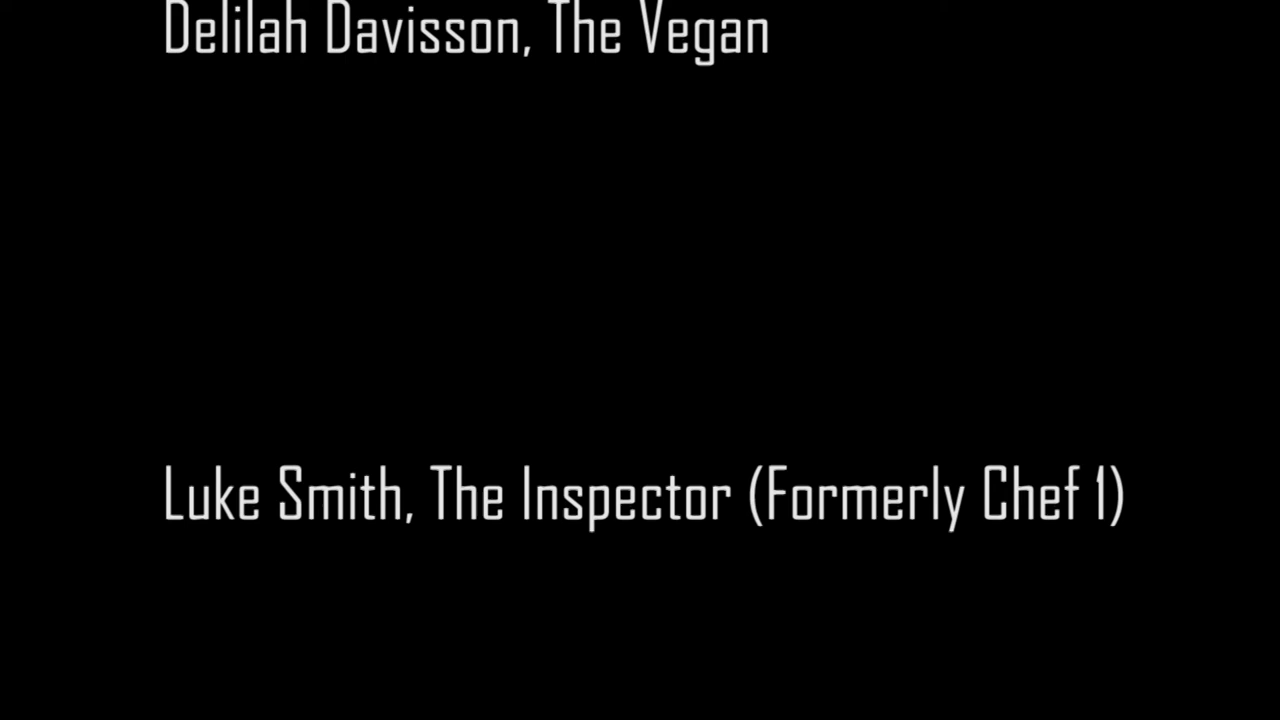 Delilah Davisson, The Vegan
Luke Smith, The Inspector (Formerly Chef 1)